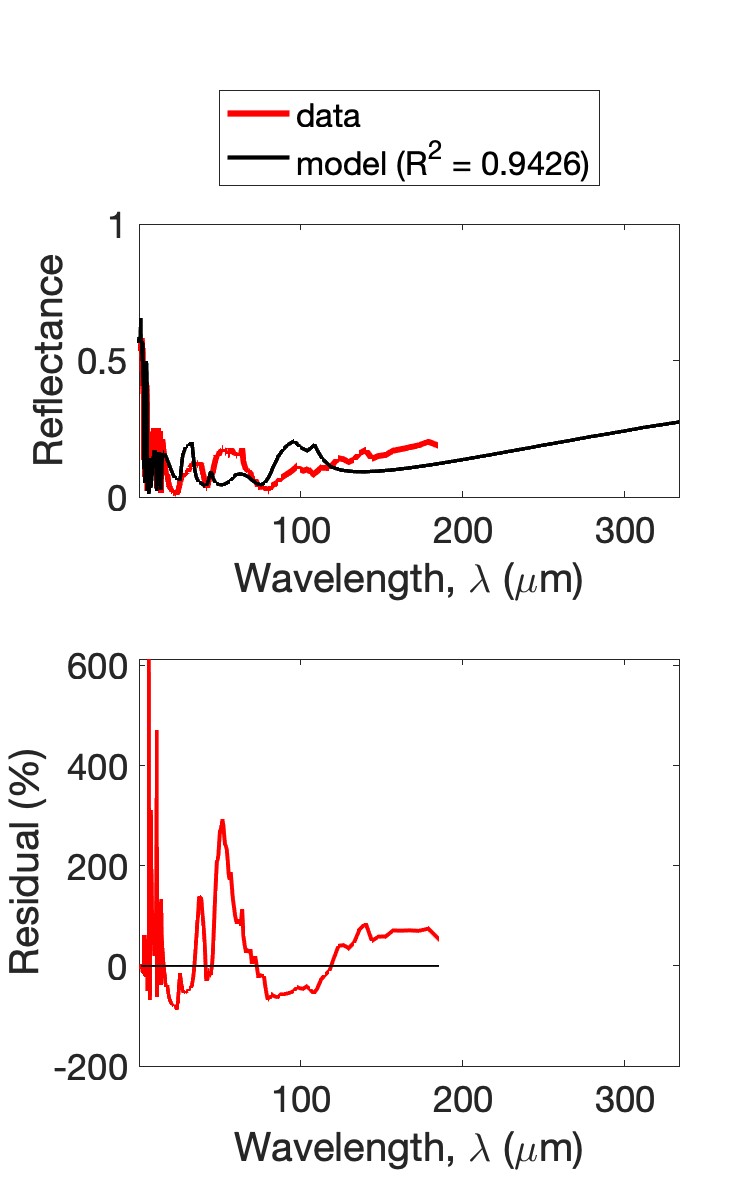 data
model (R² = 0.9426)
1
0.5
0
Reflectance
100
200
300
Wavelength, λ (μm)
600
400
200
0
-200
Residual (%)
100
200
300
Wavelength, λ (μm)